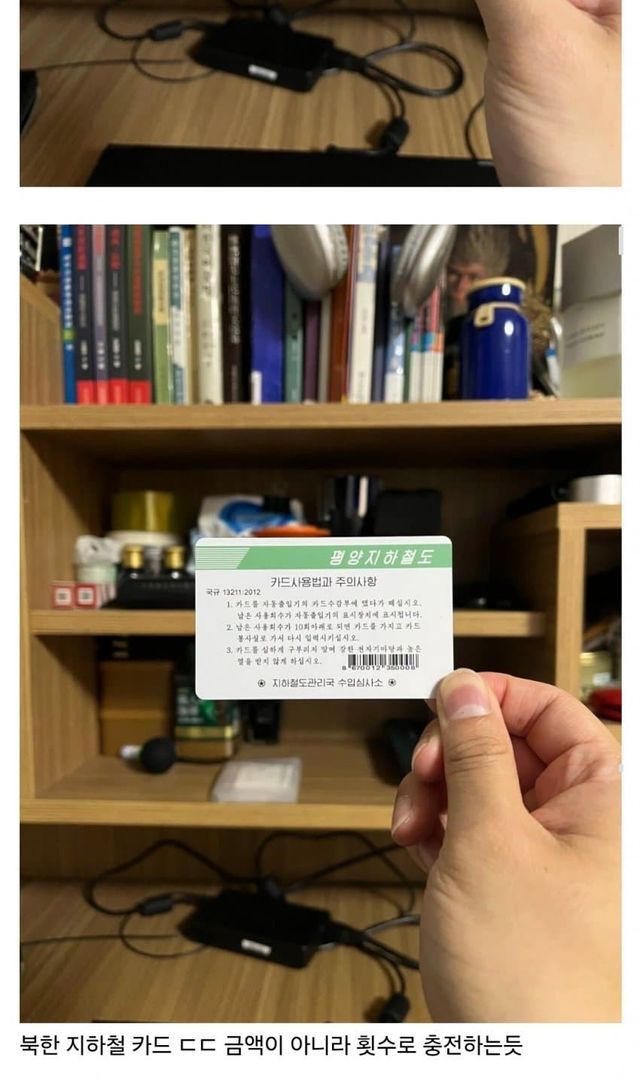 평양지하철도
카드사용법과 주의사항
국규 13211:2012
1. 카드를 자동출입기의 카드수감부에 댔다가 떼십시오.
남은 사용회수가 자동출입기의 표시장치에 표시됩니다.
2. 남은 사용회수가 10회아래로 되면 카드를 가지고 카드
봉사실로 가서 다시 입력시키십시오.
3. 카드를 심하게 구부리지 말며 강한 전자기마당과 높은
열을 받지 않게 하십시오.
8 670012 350008
지하철도관리국 수입심사소
북한 지하철 카드 ㄷㄷ 금액이 아니라 횟수로 충전하는듯